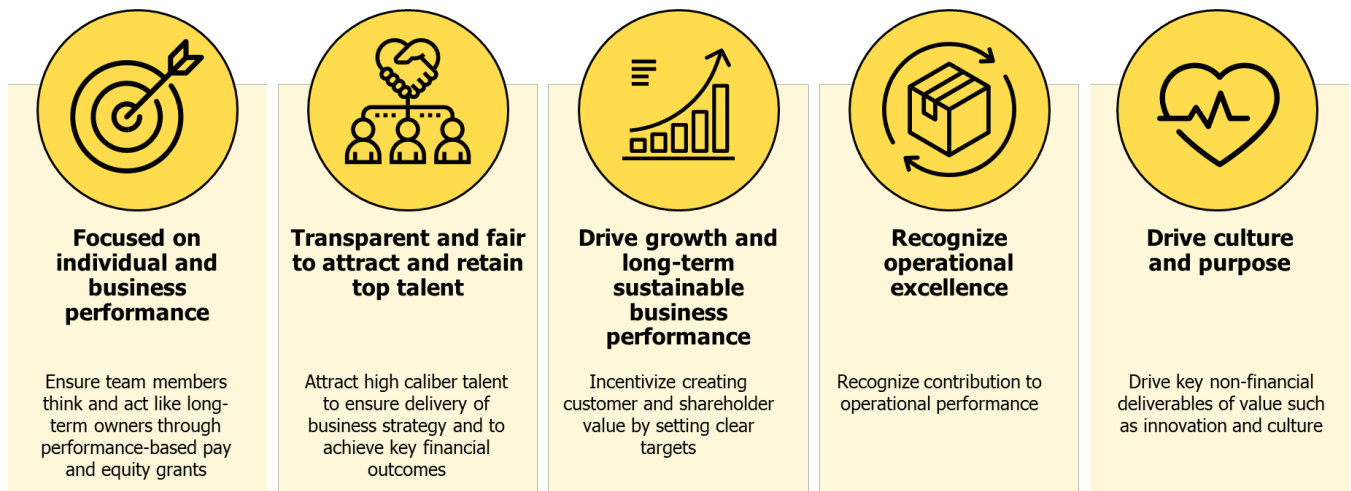 Focused on
individual and
business
performance
Ensure team members
think and act like long-
term owners through
performance-based pay
and equity grants
Transparent and fair
to attract and retain
top talent
Attract high caliber talent
to ensure delivery of
business strategy and to
achieve key financial
outcomes
Drive growth and
long-term
sustainable
business
performance
Incentivize creating
customer and shareholder
value by setting clear
targets
Recognize
operational
excellence
Recognize contribution to
operational performance
Drive culture
and purpose
Drive key non-financial
deliverables of value such
as innovation and culture